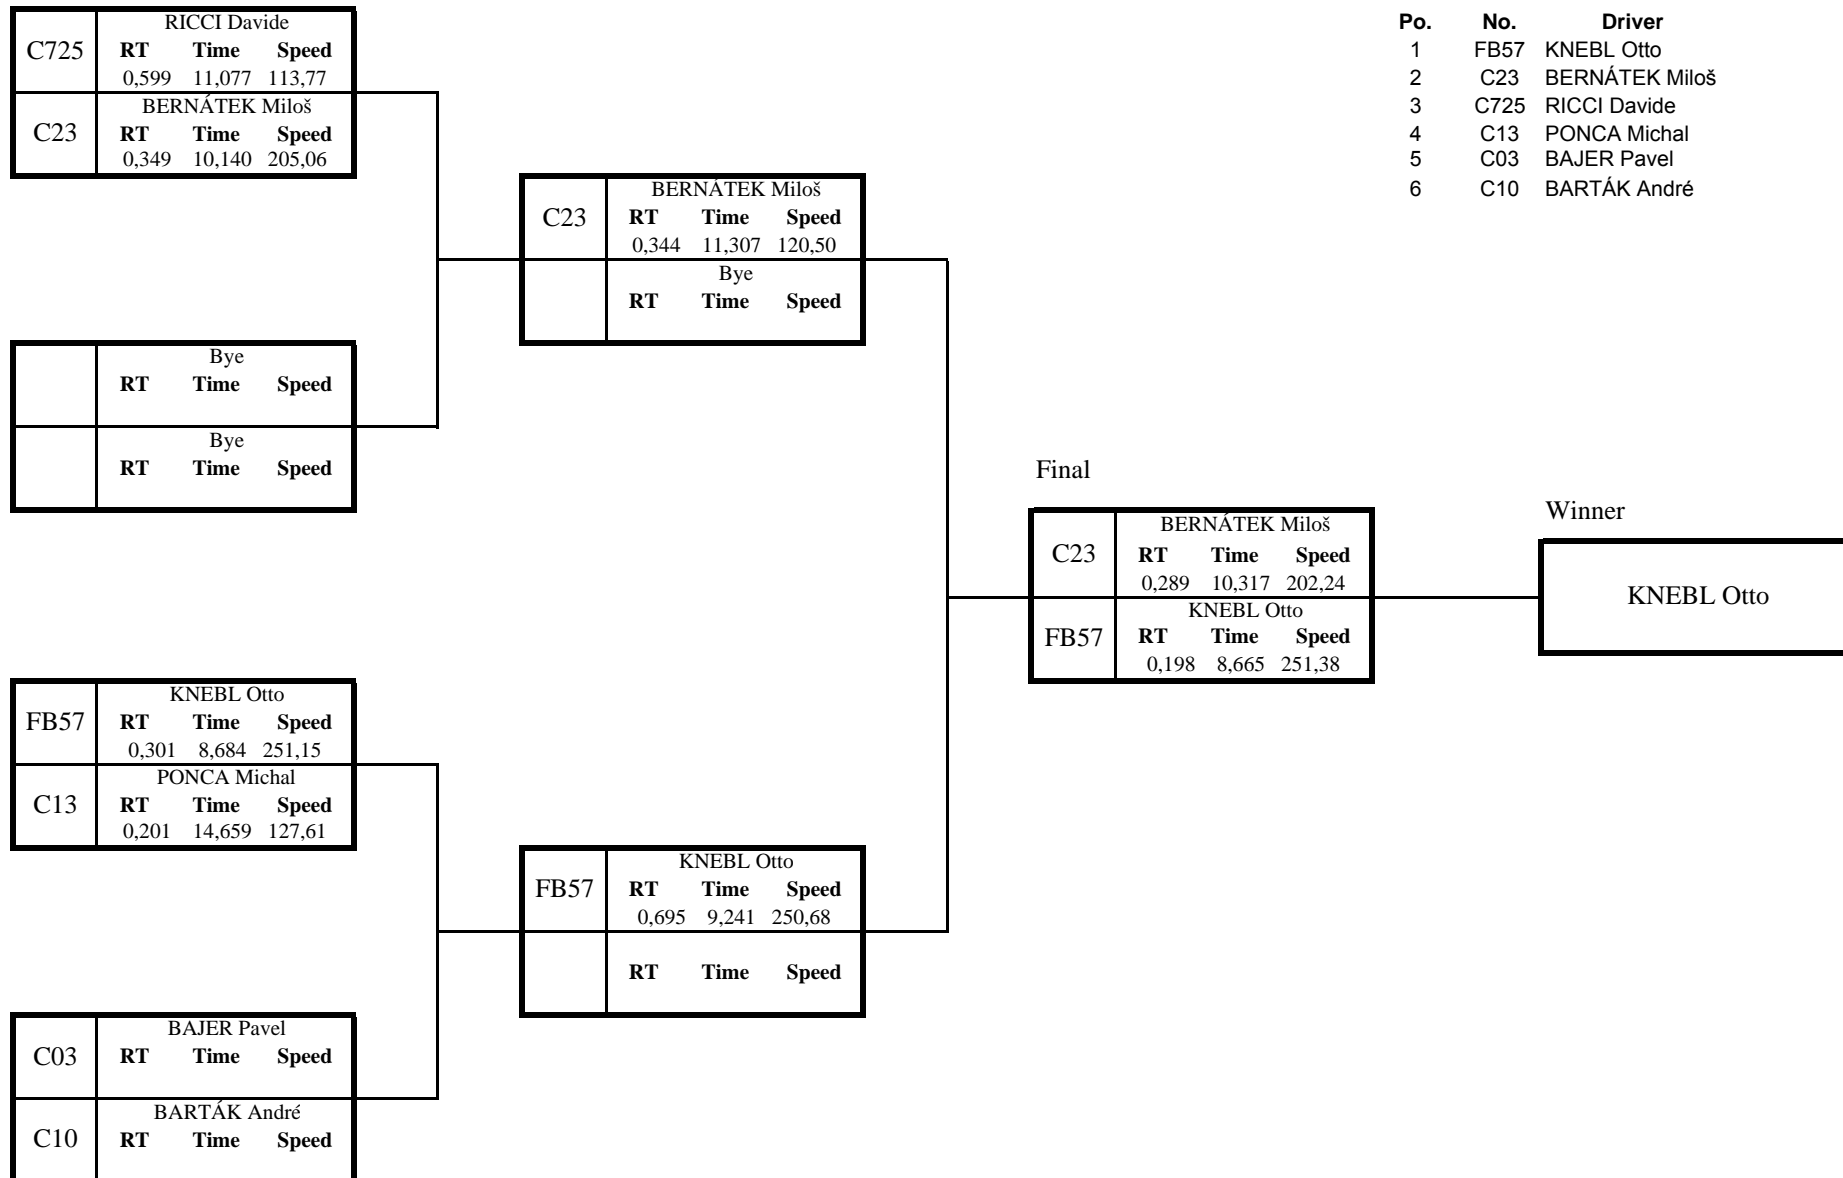 RICCI Davide
C725 RT Time Speed
0,599 11,077 113,77
BERNÁTEK Miloš
C23 RT Time Speed
0,349 10,140 205,06
Bye
RT Time Speed
Bye
RT Time Speed
KNEBL Otto
FB57 RT Time Speed
0,301 8,684 251,15
PONCA Michal
C13 RT Time Speed
0,201 14,659 127,61
BAJER Pavel
C03 RT Time Speed
BARTÁK André
C10 RT Time Speed
BERNÁTEK Miloš
C23 RT Time Speed
0,344 11,307 120,50
Bye
RT Time Speed
KNEBL Otto
FB57 RT Time Speed
0,695 9,241 250,68
RT Time Speed
Final
BERNÁTEK Miloš
C23 RT Time Speed
0,289 10,317 202,24
KNEBL Otto
FB57 RT Time Speed
0,198 8,665 251,38
Winner
KNEBL Otto
Po. No. Driver
1 FB57 KNEBL Otto
2 C23 BERNÁTEK Miloš
3 C725 RICCI Davide
4 C13 PONCA Michal
5 C03 BAJER Pavel
6 C10 BARTÁK André